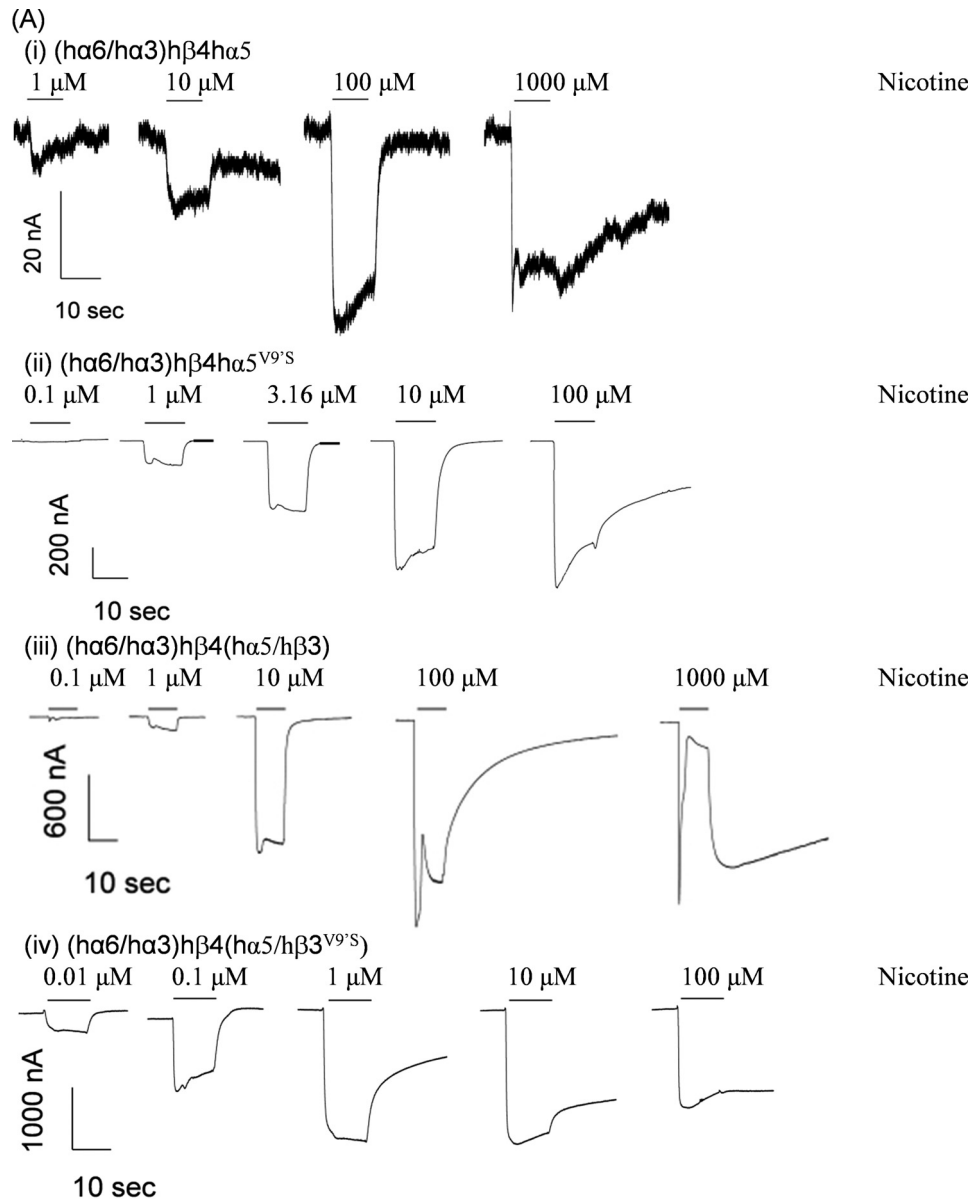 (A)
(i) (hα6/hα3)hβ4hα5
1 μM 10 μM 100 μM 1000 μM Nicotine
20 nA
10 sec
(ii) (hα6/hα3)hβ4hα5V9'S
0.1 μM 1 μM 3.16 μM 10 μM 100 μM Nicotine
200 nA
10 sec
(iii) (hα6/hα3)hβ4(hα5/hβ3)
0.1 μM 1 μM 10 μM 100 μM 1000 μM Nicotine
600 nA
10 sec
(iv) (hα6/hα3)hβ4(hα5/hβ3V9'S)
0.01 μM 0.1 μM 1 μM 10 μM 100 μM Nicotine
1000 nA
10 sec